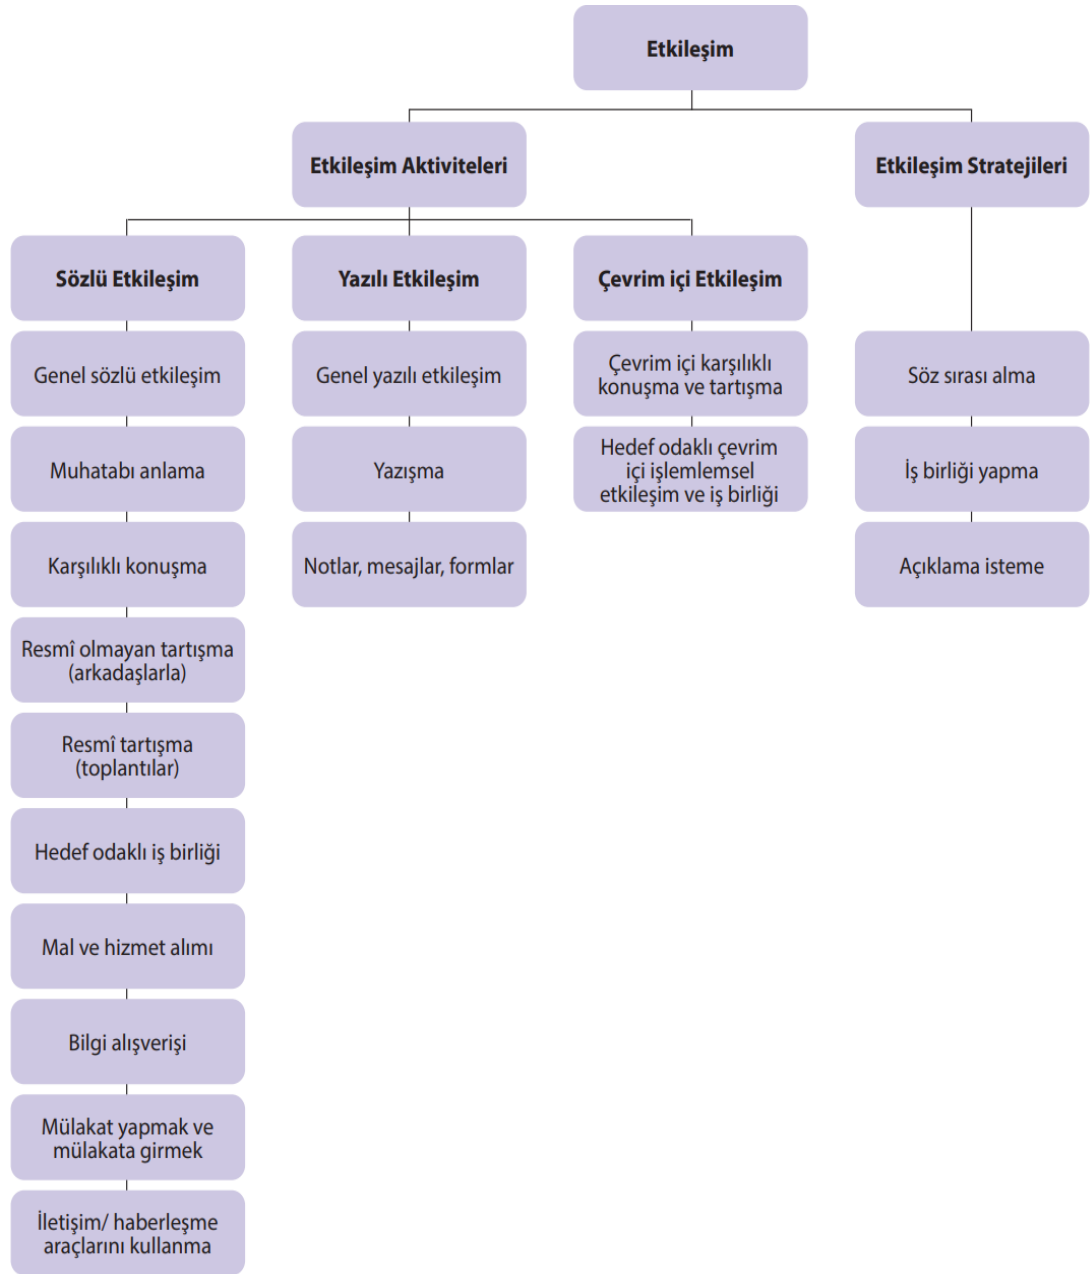 Etkileşim
Etkileşim Aktiviteleri
Etkileşim Stratejileri
Sözlü Etkileşim
Yazılı Etkileşim
Çevrim içi Etkileşim
Genel sözlü etkileşim
Muhatabı anlama
Karşılıklı konuşma
Resmî olmayan tartışma
(arkadaşlarla)
Resmî tartışma
(toplantılar)
Hedef odaklı iş birliği
Mal ve hizmet alımı
Bilgi alışverişi
Mülakat yapmak ve
mülakata girmek
İletişim/ haberleşme
araçlarını kullanma
Genel yazılı etkileşim
Yazışma
Notlar, mesajlar, formlar
Çevrim içi karşılıklı
konuşma ve tartışma
Hedef odaklı çevrim
içi işlemlemsel
etkileşim ve iş birliği
Söz sırası alma
İş birliği yapma
Açıklama isteme